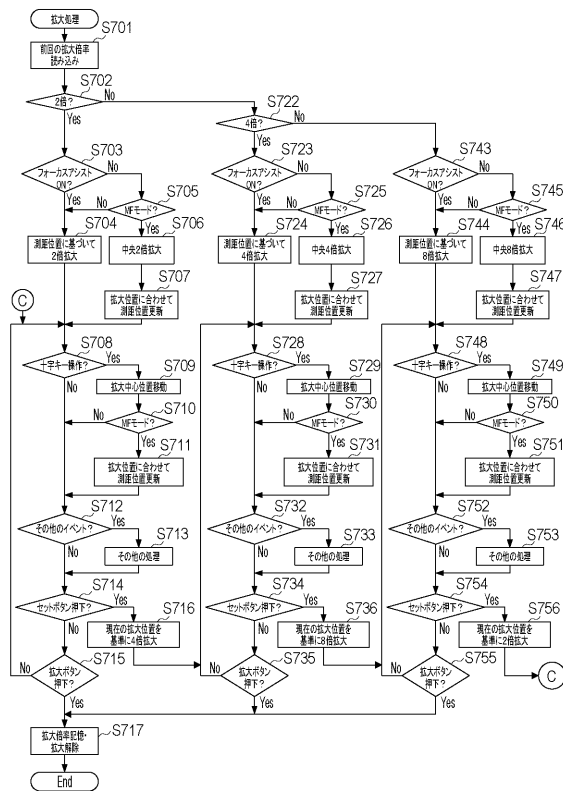 拡大処理
S701
前回の拡大倍率
読み込み
S702
2倍?
No
Yes
S722
4倍?
No
Yes
S703
フォーカスアシスト
ON?
No
Yes
S705
MFモード?
No
Yes
S704
測距位置に基づいて
2倍拡大
S706
中央2倍拡大
S707
拡大位置に合わせて
測距位置更新
C
S708
十字キー操作?
Yes
No
S709
拡大中心位置移動
S710
MFモード?
No
Yes
S711
拡大位置に合わせて
測距位置更新
S712
その他のイベント?
Yes
No
S713
その他の処理
S714
セットボタン押下?
Yes
No
S716
現在の拡大位置を
基準に4倍拡大
S715
拡大ボタン
押下?
No
Yes
S717
拡大倍率記憶・
拡大解除
End
S723
フォーカスアシスト
ON?
No
Yes
S725
MFモード?
No
Yes
S724
測距位置に基づいて
4倍拡大
S726
中央4倍拡大
S727
拡大位置に合わせて
測距位置更新
S728
十字キー操作?
Yes
No
S729
拡大中心位置移動
S730
MFモード?
No
Yes
S731
拡大位置に合わせて
測距位置更新
S732
その他のイベント?
Yes
No
S733
その他の処理
S734
セットボタン押下?
Yes
No
S736
現在の拡大位置を
基準に8倍拡大
S735
拡大ボタン
押下?
No
Yes
S743
フォーカスアシスト
ON?
No
Yes
S745
MFモード?
No
Yes
S744
測距位置に基づいて
8倍拡大
S746
中央8倍拡大
S747
拡大位置に合わせて
測距位置更新
S748
十字キー操作?
Yes
No
S749
拡大中心位置移動
S750
MFモード?
No
Yes
S751
拡大位置に合わせて
測距位置更新
S752
その他のイベント?
Yes
No
S753
その他の処理
S754
セットボタン押下?
Yes
No
S756
現在の拡大位置を
基準に2倍拡大
S755
拡大ボタン
押下?
No
Yes
C